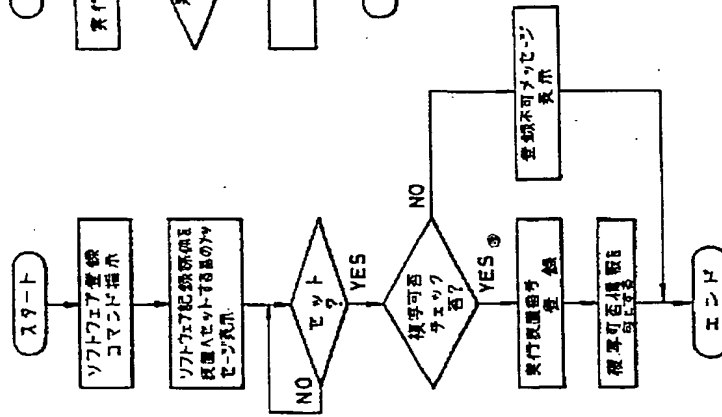 スタート
ソフトウェア登録
コマンド指示
ソフトウェア記録媒体を
装置へセットする旨のメッ
セージ表示
セット
?
NO
YES
複写可否
チェック
否?
NO
YES
登録不可メッセージ
表示
実行装置番号
登録
複写可否情報を
可にする
エンド
実行